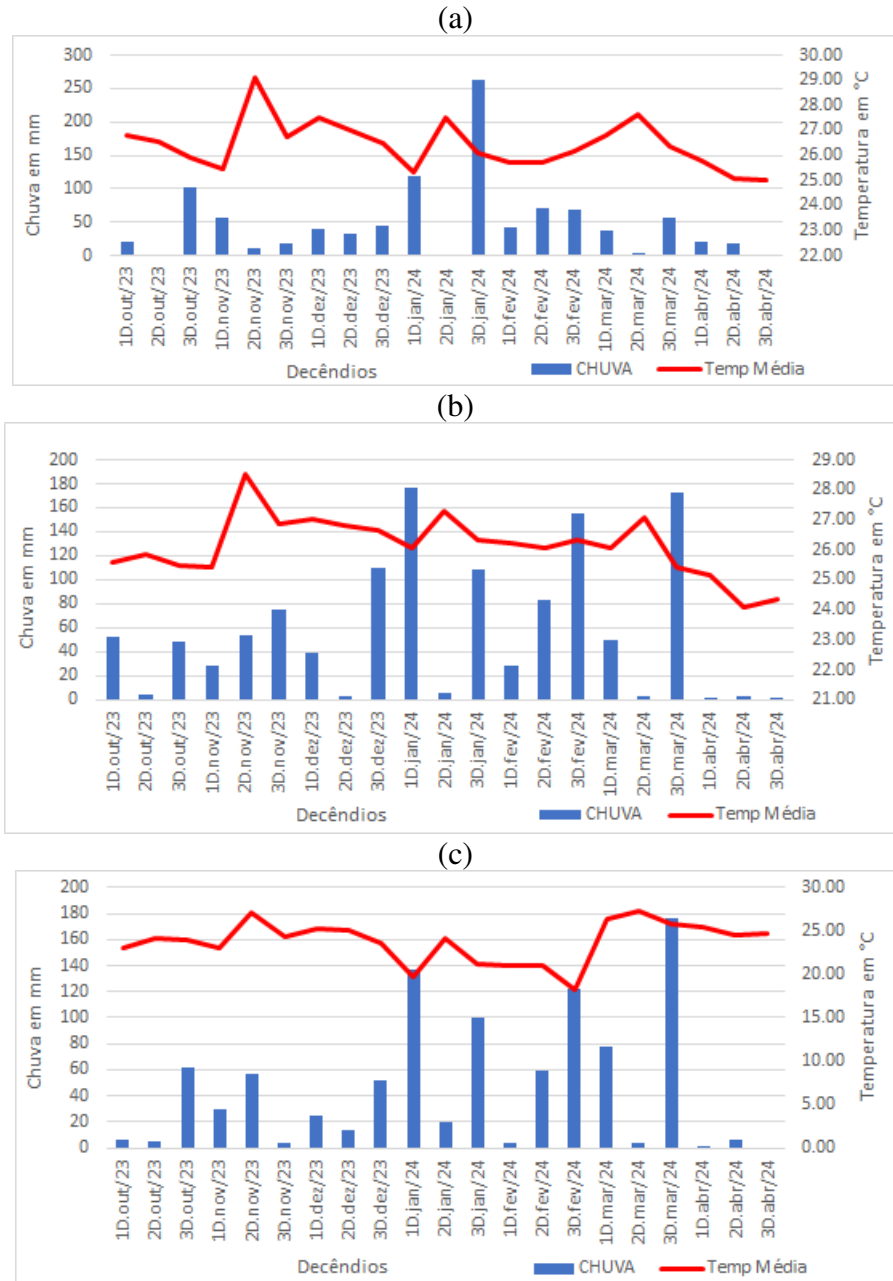 (a)
300
250
200
150
100
50
0
Chuva em mm
30.00
29.00
28.00
27.00
26.00
25.00
24.00
23.00
22.00
Temperatura em °C
1D.out/23
2D.out/23
3D.out/23
1D.nov/23
2D.nov/23
3D.nov/23
1D.dez/23
2D.dez/23
3D.dez/23
1D.jan/24
2D.jan/24
3D.jan/24
1D.fev/24
2D.fev/24
3D.fev/24
1D.mar/24
2D.mar/24
3D.mar/24
1D.abr/24
2D.abr/24
3D.abr/24
Decêndios
CHUVA
Temp Média
(b)
200
180
160
140
120
100
80
60
40
20
0
Chuva em mm
29.00
28.00
27.00
26.00
25.00
24.00
23.00
22.00
21.00
Temperatura em °C
1D.out/23
2D.out/23
3D.out/23
1D.nov/23
2D.nov/23
3D.nov/23
1D.dez/23
2D.dez/23
3D.dez/23
1D.jan/24
2D.jan/24
3D.jan/24
1D.fev/24
2D.fev/24
3D.fev/24
1D.mar/24
2D.mar/24
3D.mar/24
1D.abr/24
2D.abr/24
3D.abr/24
Decêndios
CHUVA
Temp Média
(c)
200
180
160
140
120
100
80
60
40
20
0
Chuva em mm
30.00
25.00
20.00
15.00
10.00
5.00
0.00
Temperatura em °C
1D.out/23
2D.out/23
3D.out/23
1D.nov/23
2D.nov/23
3D.nov/23
1D.dez/23
2D.dez/23
3D.dez/23
1D.jan/24
2D.jan/24
3D.jan/24
1D.fev/24
2D.fev/24
3D.fev/24
1D.mar/24
2D.mar/24
3D.mar/24
1D.abr/24
2D.abr/24
3D.abr/24
Decêndios
CHUVA
Temp Média